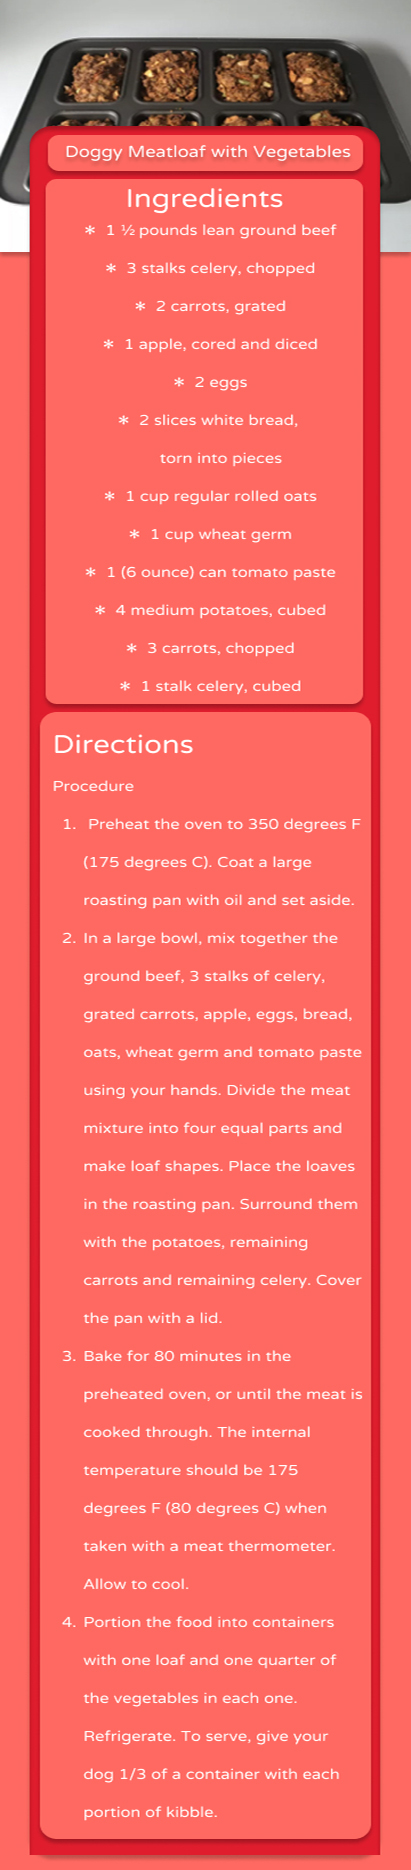 Doggy Meatloaf with Vegetables
Ingredients
* 1 ½ pounds lean ground beef
* 3 stalks celery, chopped
* 2 carrots, grated
* 1 apple, cored and diced
* 2 eggs
* 2 slices white bread,
torn into pieces
* 1 cup regular rolled oats
* 1 cup wheat germ
* 1 (6 ounce) can tomato paste
* 4 medium potatoes, cubed
* 3 carrots, chopped
* 1 stalk celery, cubed
Directions
Procedure
1. Preheat the oven to 350 degrees F
(175 degrees C). Coat a large
roasting pan with oil and set aside.
2. In a large bowl, mix together the
ground beef, 3 stalks of celery,
grated carrots, apple, eggs, bread,
oats, wheat germ and tomato paste
using your hands. Divide the meat
mixture into four equal parts and
make loaf shapes. Place the loaves
in the roasting pan. Surround them
with the potatoes, remaining
carrots and remaining celery. Cover
the pan with a lid.
3. Bake for 80 minutes in the
preheated oven, or until the meat is
cooked through. The internal
temperature should be 175
degrees F (80 degrees C) when
taken with a meat thermometer.
Allow to cool.
4. Portion the food into containers
with one loaf and one quarter of
the vegetables in each one.
Refrigerate. To serve, give your
dog 1/3 of a container with each
portion of kibble.